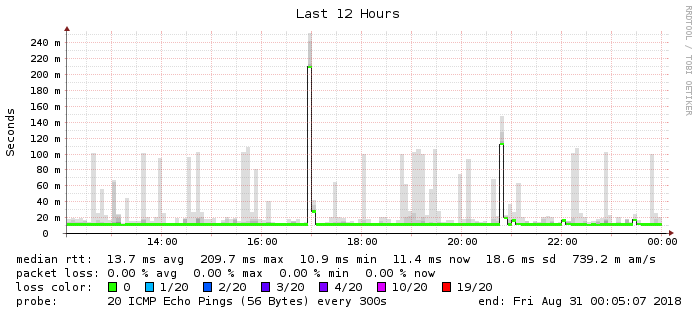 Last 12 Hours
RRDTOOL / TOBI OETIKER
Seconds
240 m
220 m
200 m
180 m
160 m
140 m
120 m
100 m
80 m
60 m
40 m
20 m
0
14:00 16:00 18:00 20:00 22:00 00:00
median rtt: 13.7 ms avg 209.7 ms max 10.9 ms min 11.4 ms now 18.6 ms sd 739.2 m am/s
packet loss: 0.00 % avg 0.00 % max 0.00 % min 0.00 % now
loss color: 0 1/20 2/20 3/20 4/20 10/20 19/20
probe: 20 ICMP Echo Pings (56 Bytes) every 300s end: Fri Aug 31 00:05:07 2018